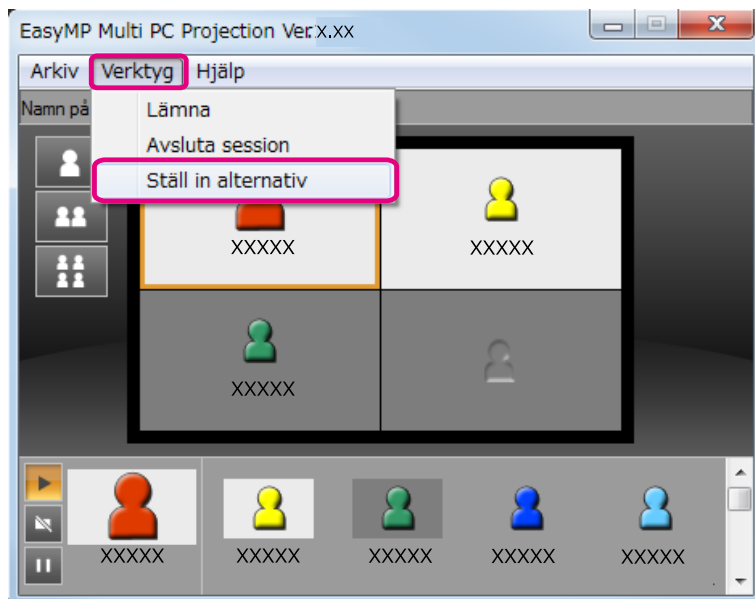 EasyMP Multi PC Projection Ver.X.XX
Arkiv Verktyg Hjälp
Namn på
Lämna
Avsluta session
Ställ in alternativ
XXXXX XXXXX
XXXXX
XXXXX XXXXX XXXXX XXXXX XXXXX